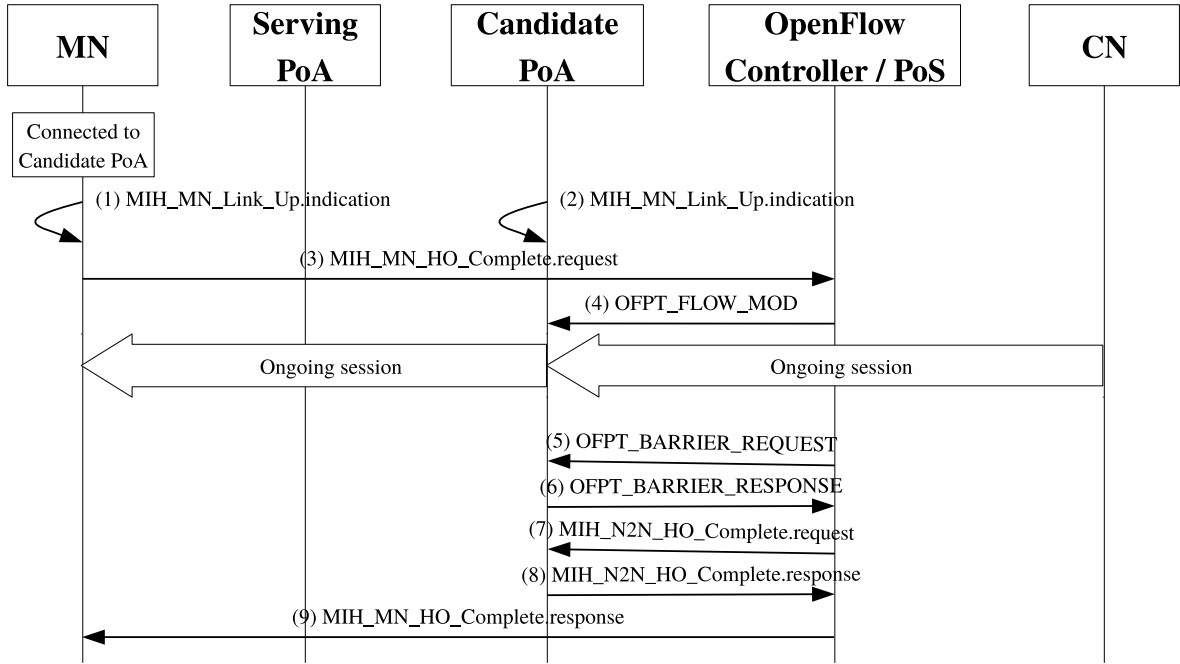 MN
Serving
PoA
Candidate
PoA
OpenFlow
Controller / PoS
CN
Connected to
Candidate PoA
(1) MIH_MN_Link_Up.indication
(2) MIH_MN_Link_Up.indication
(3) MIH_MN_HO_Complete.request
(4) OFPT_FLOW_MOD
Ongoing session
Ongoing session
(5) OFPT_BARRIER_REQUEST
(6) OFPT_BARRIER_RESPONSE
(7) MIH_N2N_HO_Complete.request
(8) MIH_N2N_HO_Complete.response
(9) MIH_MN_HO_Complete.response